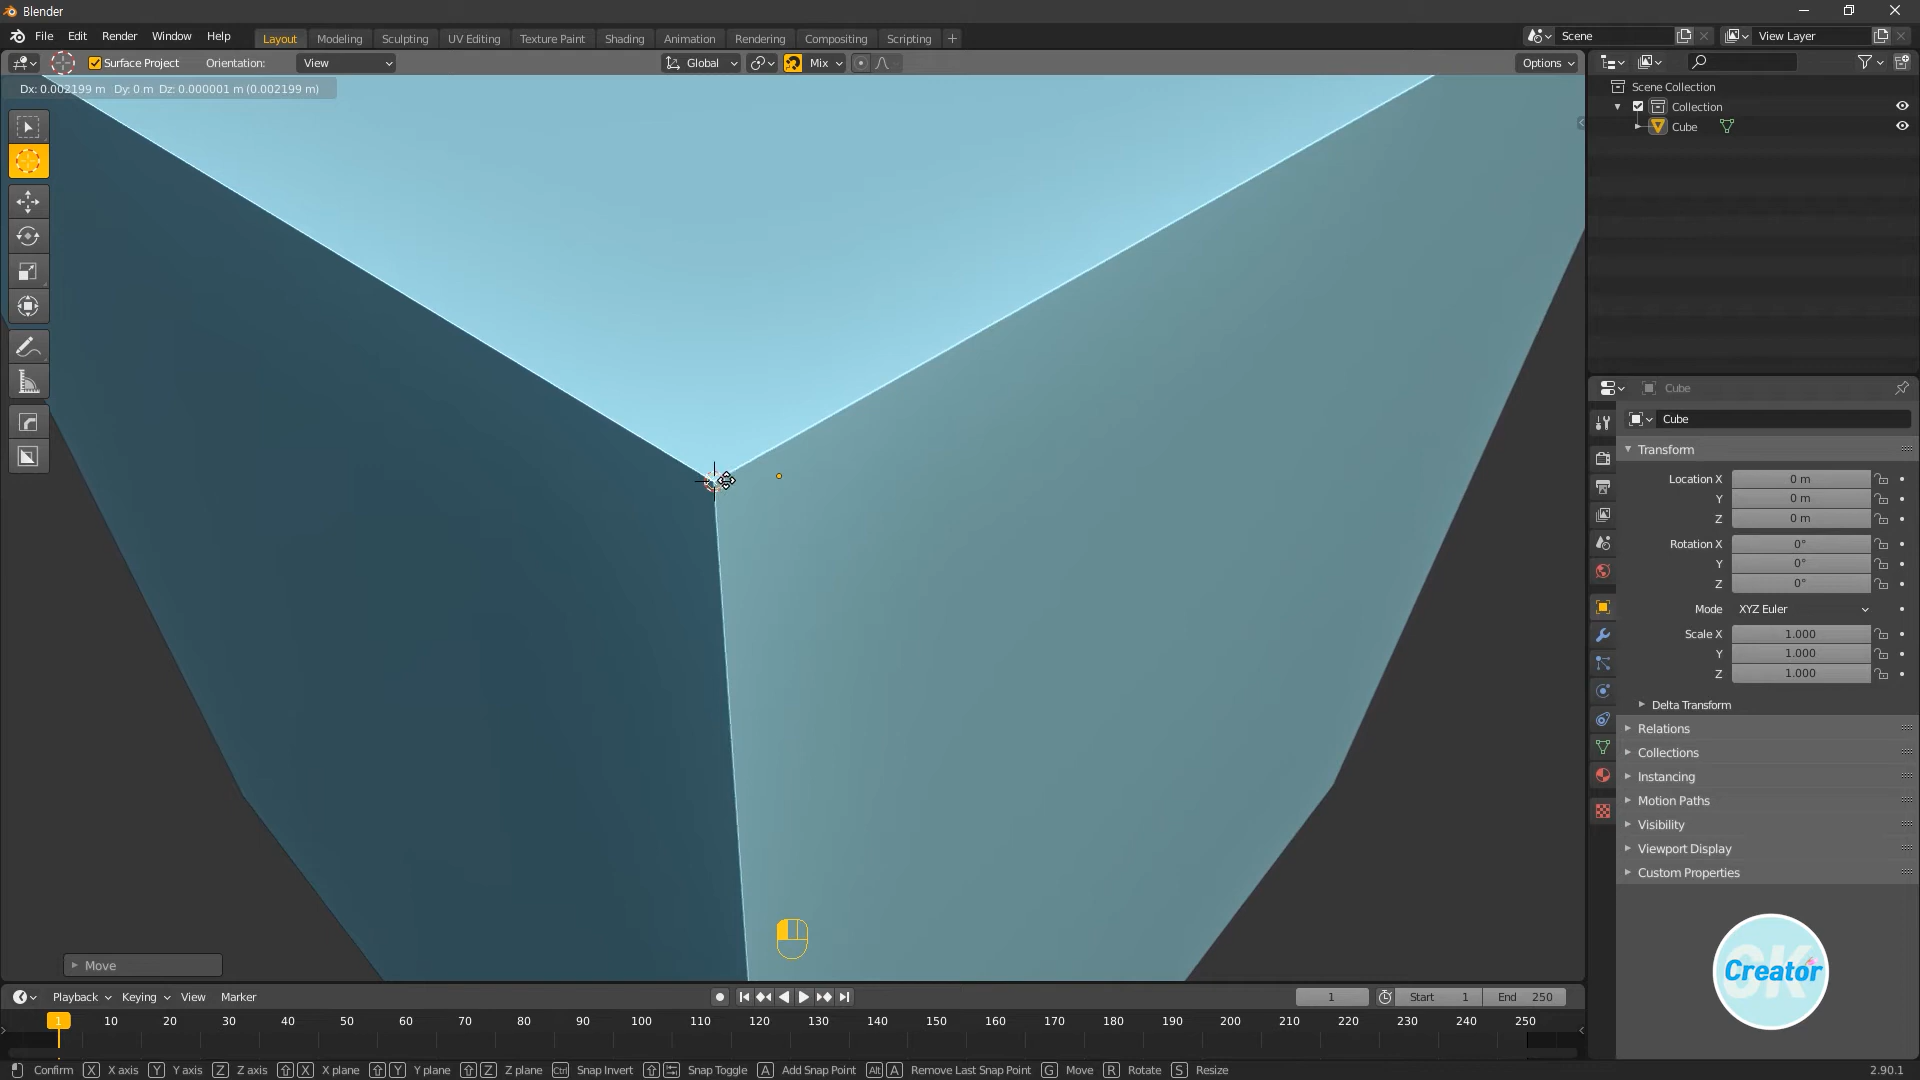 Blender
File Edit Render Window Help
Layout Modeling Sculpting UV Editing Texture Paint Shading Animation Rendering Compositing Scripting
Scene
View Layer
Surface Project Orientation: View
Global Mix
Options
Dx: 0.002199 m Dy: 0 m Dz: 0.000001 m (0.002199 m)
Scene Collection
Collection
Cube
Cube
Cube
Transform
Location X 0 m
Y 0 m
Z 0 m
Rotation X 0°
Y 0°
Z 0°
Mode XYZ Euler
Scale X 1.000
Y 1.000
Z 1.000
Delta Transform
Relations
Collections
Instancing
Motion Paths
Visibility
Viewport Display
Custom Properties
OK
Creator
Move
Playback Keying View Marker
1 Start 1 End 250
1 10 20 30 40 50 60 70 80 90 100 110 120 130 140 150 160 170 180 190 200 210 220 230 240 250
Confirm X X axis Y Y axis Z Z axis X X plane Y Y plane Z Z plane Ctrl Snap Invert Snap Toggle A Add Snap Point Alt A Remove Last Snap Point G Move R Rotate S Resize
2.90.1